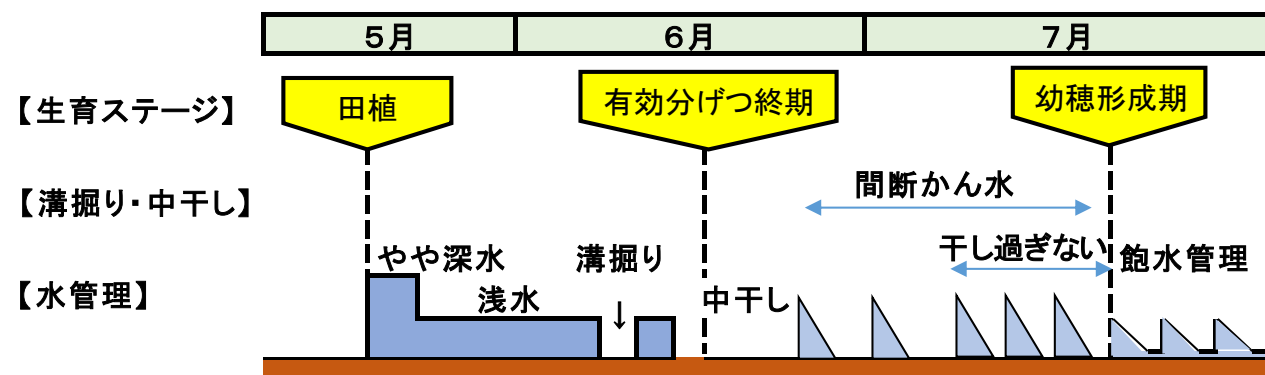 5月
6月
7月
【生育ステージ】
田植
有効分げつ終期
幼穂形成期
【溝掘り・中干し】
間断かん水
干し過ぎない
【水管理】
やや深水
浅水
溝掘り
↓
中干し
飽水管理